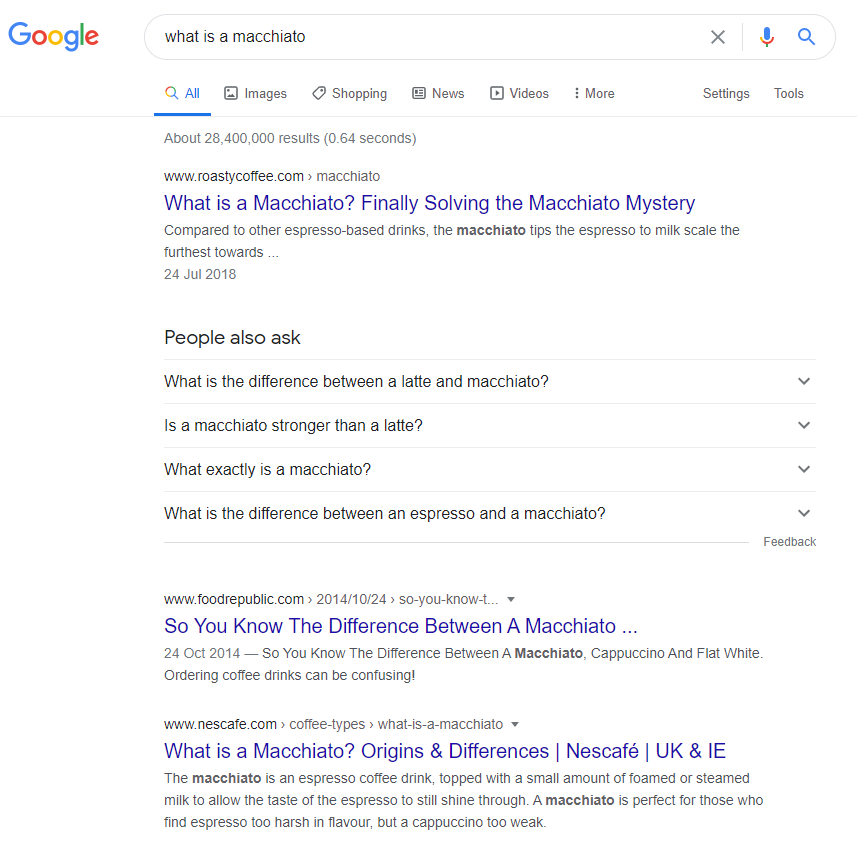 Google
what is a macchiato
All Images Shopping News Videos More Settings Tools
About 28,400,000 results (0.64 seconds)
www.roastycoffee.com › macchiato
What is a Macchiato? Finally Solving the Macchiato Mystery
Compared to other espresso-based drinks, the macchiato tips the espresso to milk scale the
furthest towards ...
24 Jul 2018
People also ask
What is the difference between a latte and macchiato?
Is a macchiato stronger than a latte?
What exactly is a macchiato?
What is the difference between an espresso and a macchiato?
Feedback
www.foodrepublic.com › 2014/10/24 › so-you-know-t...
So You Know The Difference Between A Macchiato ...
24 Oct 2014 — So You Know The Difference Between A Macchiato, Cappuccino And Flat White.
Ordering coffee drinks can be confusing!
www.nescafe.com › coffee-types › what-is-a-macchiato
What is a Macchiato? Origins & Differences | Nescafé | UK & IE
The macchiato is an espresso coffee drink, topped with a small amount of foamed or steamed
milk to allow the taste of the espresso to still shine through. A macchiato is perfect for those who
find espresso too harsh in flavour, but a cappuccino too weak.